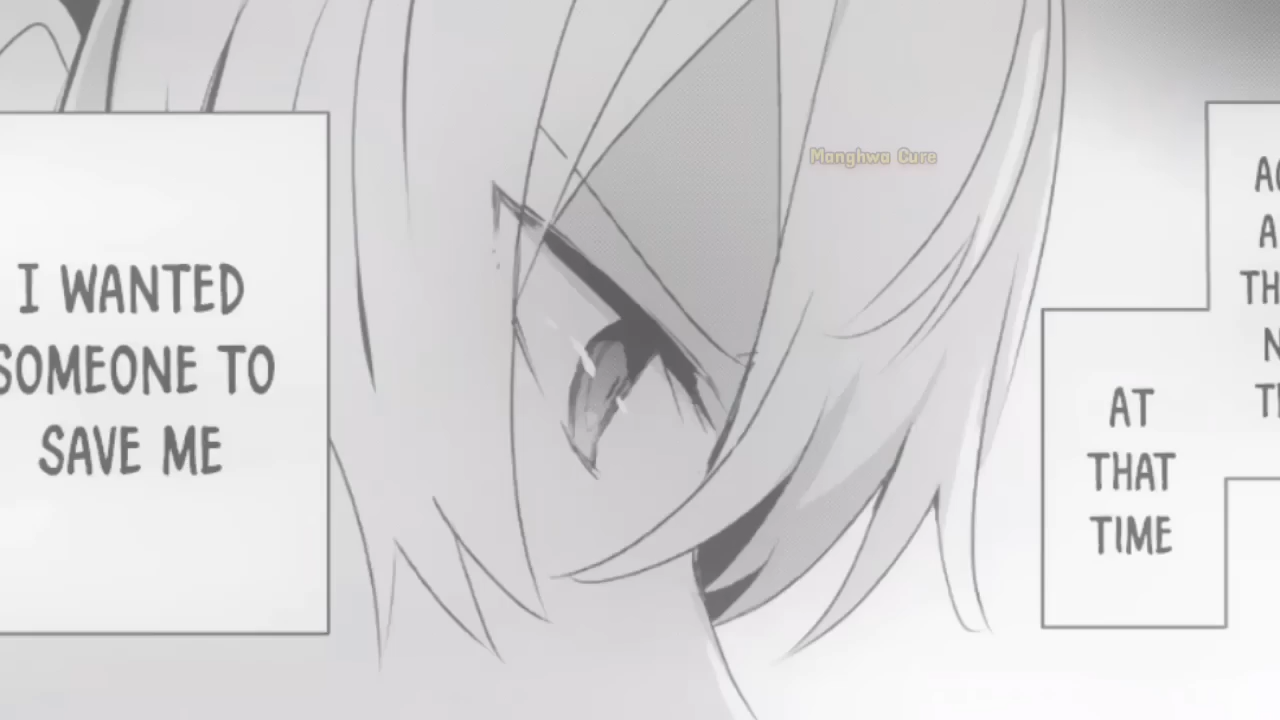 AT
THAT
TIME
I WANTED
SOMEONE TO
SAVE ME
Manghwa Cure